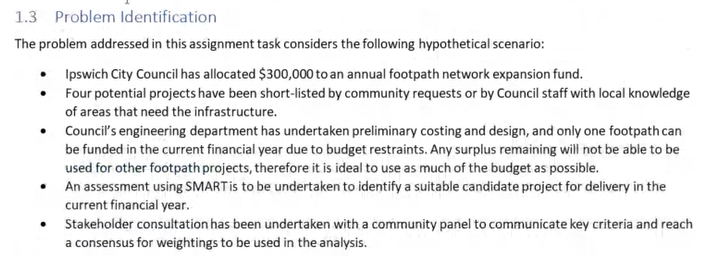 1.3 Problem Identification
The problem addressed in this assignment task considers the following hypothetical scenario:
• Ipswich City Council has allocated $300,000 to an annual footpath network expansion fund.
• Four potential projects have been short-listed by community requests or by Council staff with local knowledge
of areas that need the infrastructure.
• Council's engineering department has undertaken preliminary costing and design, and only one footpath can
be funded in the current financial year due to budget restraints. Any surplus remaining will not be able to be
used for other footpath projects, therefore it is ideal to use as much of the budget as possible.
• An assessment using SMART is to be undertaken to identify a suitable candidate project for delivery in the
current financial year.
• Stakeholder consultation has been undertaken with a community panel to communicate key criteria and reach
a consensus for weightings to be used in the analysis.